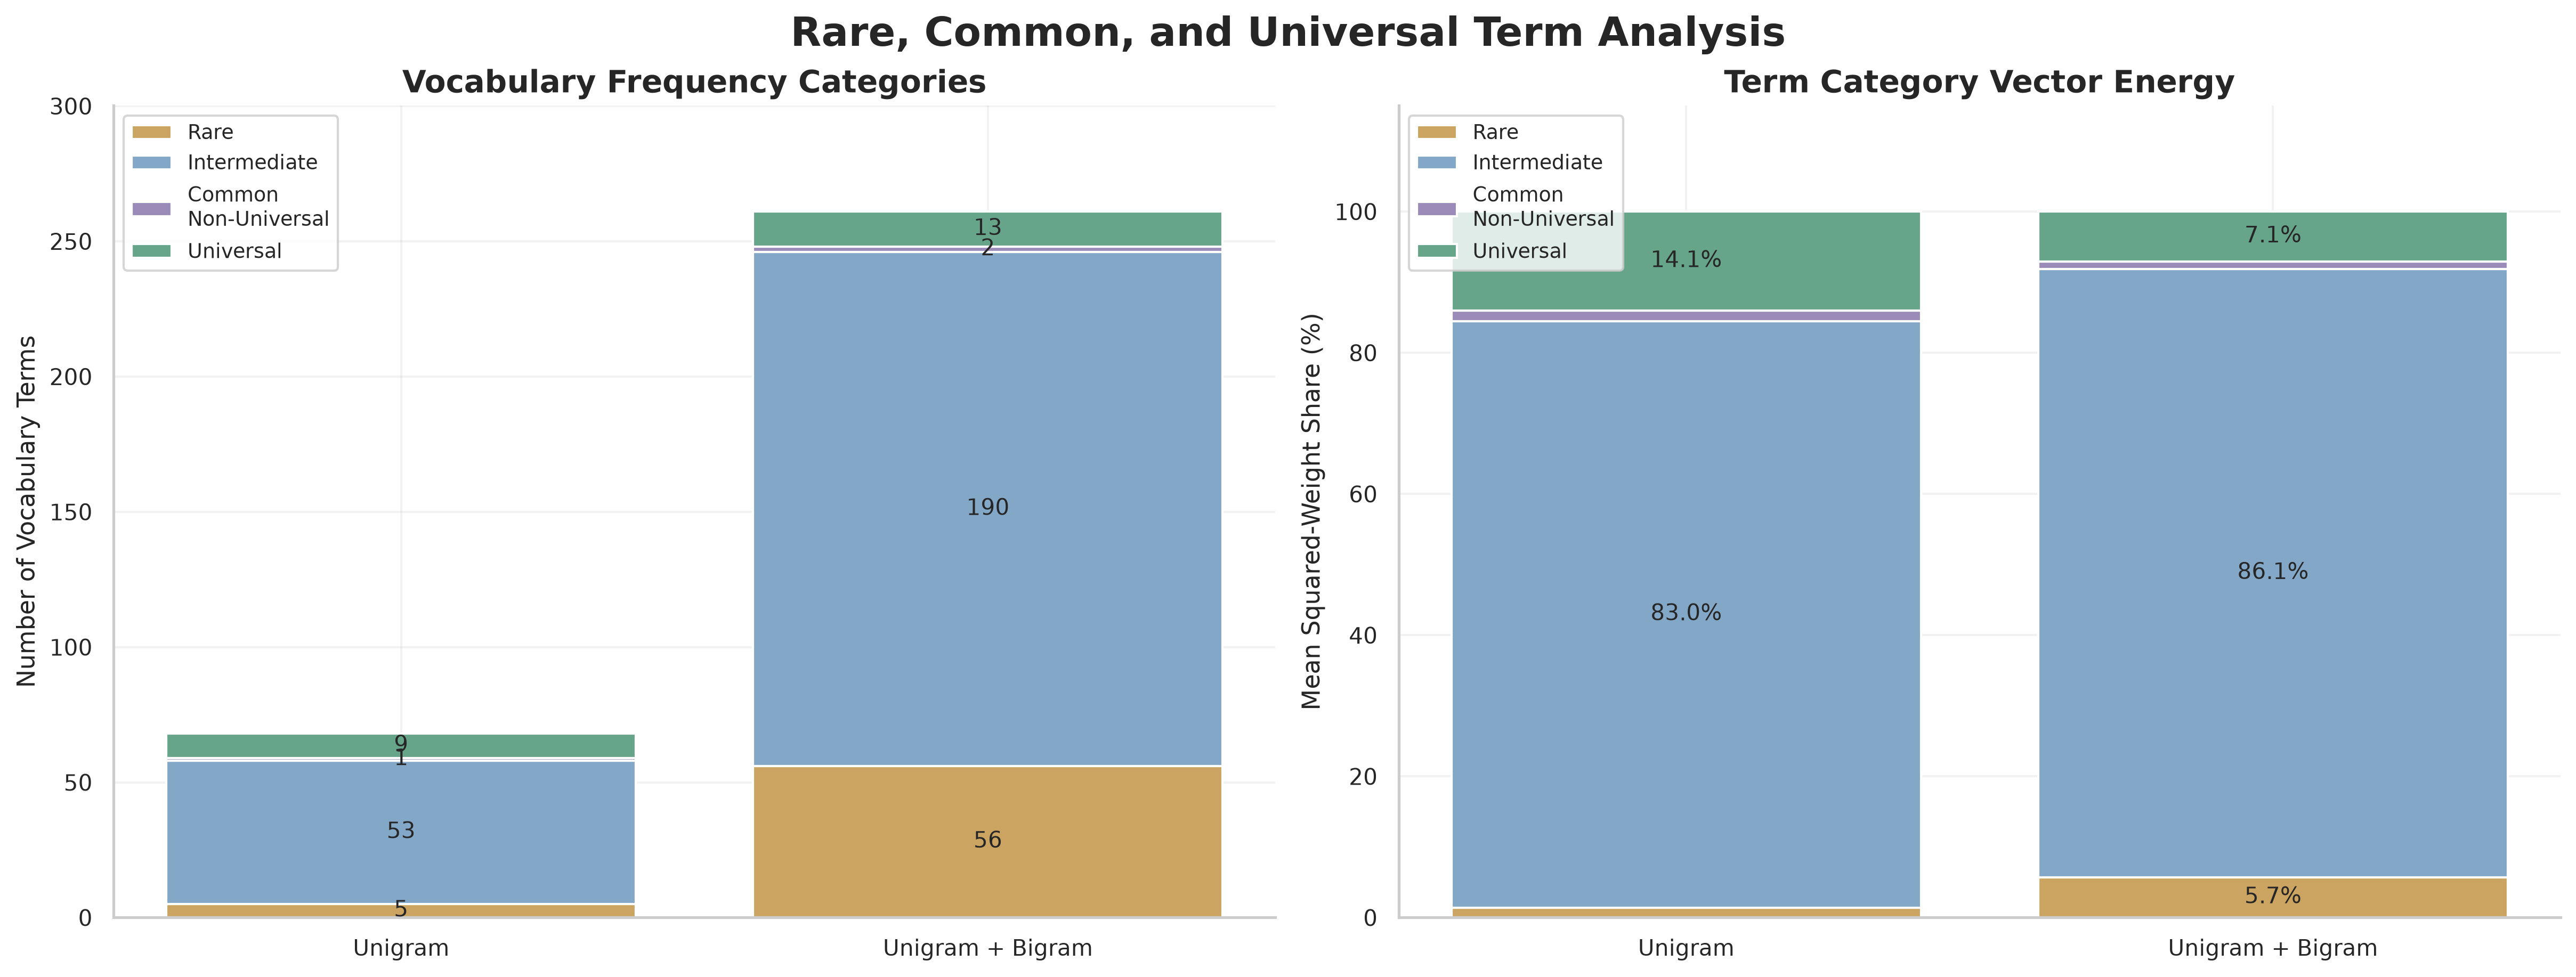 Rare, Common, and Universal Term Analysis
Vocabulary Frequency Categories
Number of Vocabulary Terms
300
250
200
150
100
50
0
Rare
Intermediate
Common
Non-Universal
Universal
9
1
53
5
13
2
190
56
Unigram
Unigram + Bigram
Term Category Vector Energy
Mean Squared-Weight Share (%)
100
80
60
40
20
0
Rare
Intermediate
Common
Non-Universal
Universal
14.1%
83.0%
7.1%
86.1%
5.7%
Unigram
Unigram + Bigram